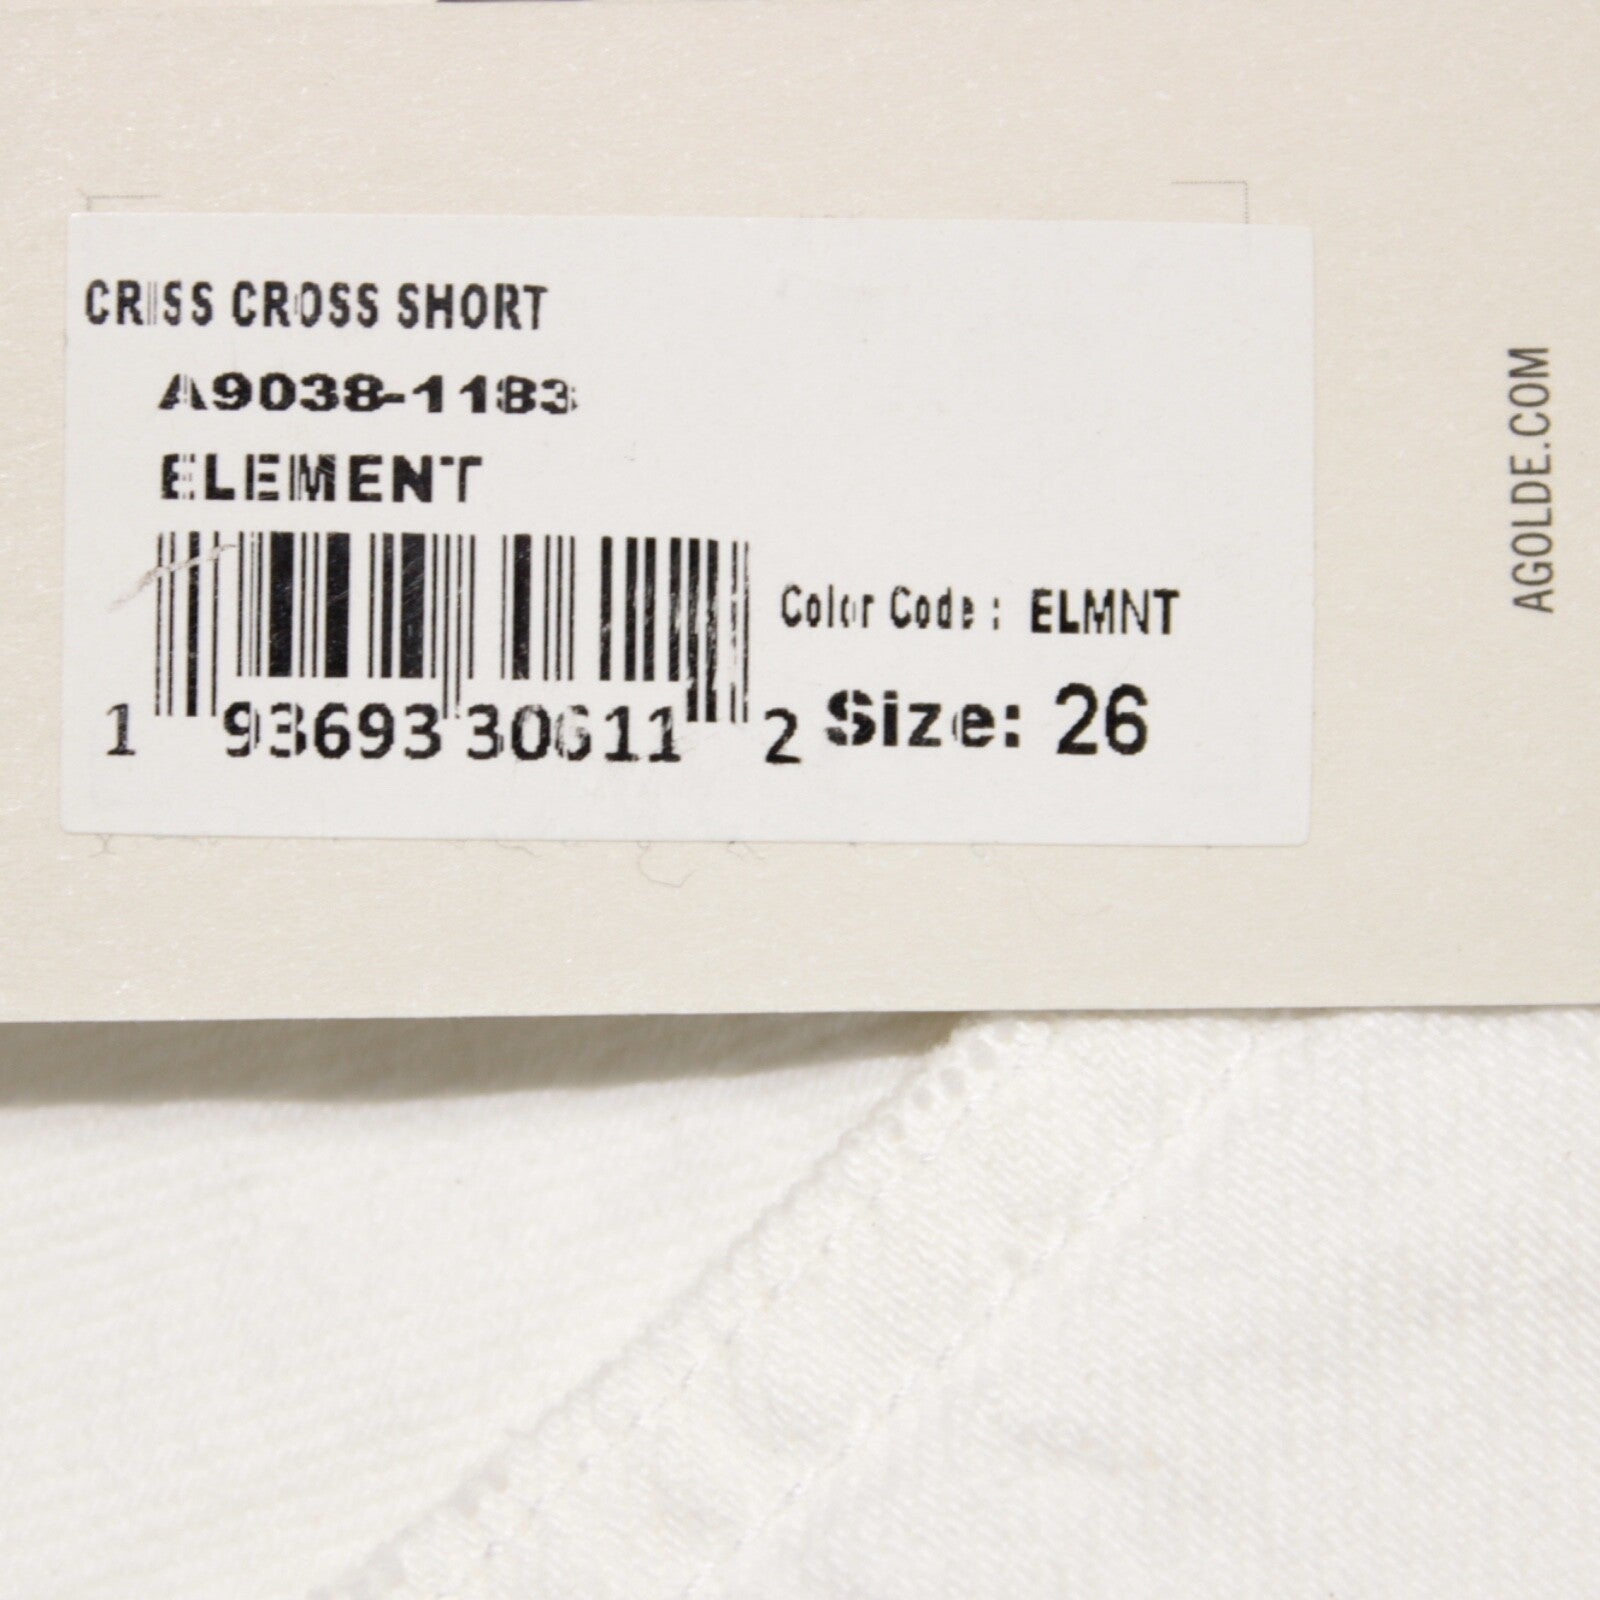 CRISS CROSS SHORT
A9038-1183
ELEMENT
Color Code : ELMNT
1 93693 30611 2
Size: 26
AGOLDE.COM